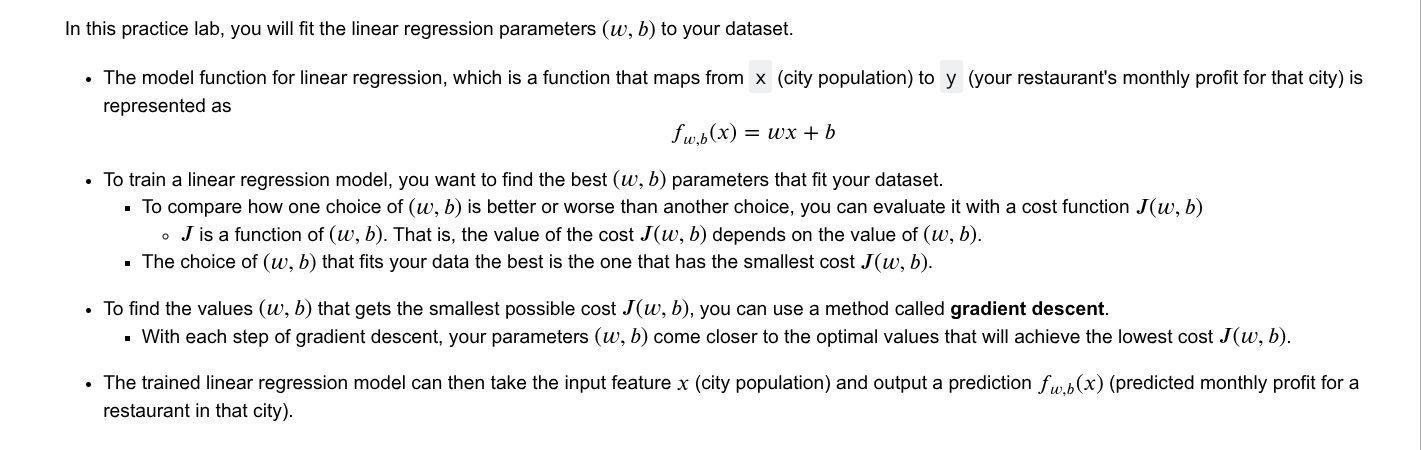 In this practice lab, you will fit the linear regression parameters (w, b) to your dataset.
• The model function for linear regression, which is a function that maps from x (city population) to y (your restaurant's monthly profit for that city) is
represented as
f_{w,b}(x) = wx + b
• To train a linear regression model, you want to find the best (w, b) parameters that fit your dataset.
▪ To compare how one choice of (w, b) is better or worse than another choice, you can evaluate it with a cost function J(w, b)
◦ J is a function of (w, b). That is, the value of the cost J(w, b) depends on the value of (w, b).
▪ The choice of (w, b) that fits your data the best is the one that has the smallest cost J(w, b).
• To find the values (w, b) that gets the smallest possible cost J(w, b), you can use a method called gradient descent.
▪ With each step of gradient descent, your parameters (w, b) come closer to the optimal values that will achieve the lowest cost J(w, b).
• The trained linear regression model can then take the input feature x (city population) and output a prediction f_{w,b}(x) (predicted monthly profit for a
restaurant in that city).